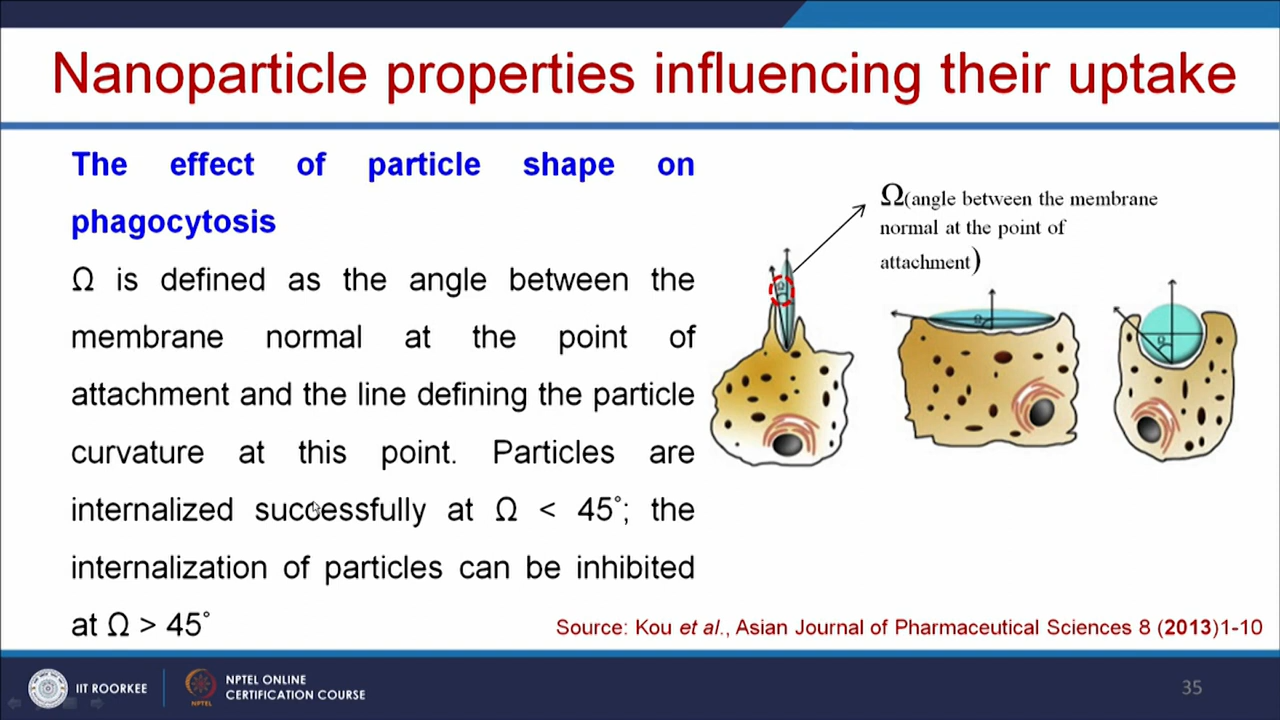 Nanoparticle properties influencing their uptake
The effect of particle shape on
phagocytosis
Ω is defined as the angle between the
membrane normal at the point of
attachment and the line defining the particle
curvature at this point. Particles are
internalized successfully at Ω < 45˚; the
internalization of particles can be inhibited
at Ω > 45˚
Ω(angle between the membrane
normal at the point of
attachment)
Ω
Ω
Ω
Source: Kou et al., Asian Journal of Pharmaceutical Sciences 8 (2013)1-10
IIT ROORKEE
NPTEL
NPTEL ONLINE
CERTIFICATION COURSE
35